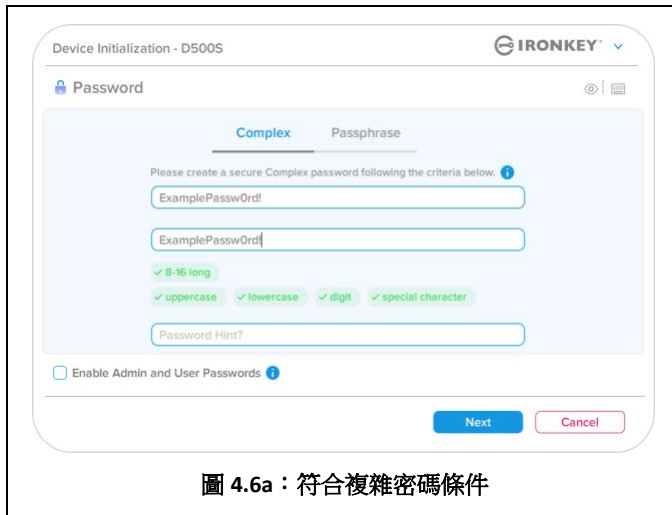 Device Initialization - D500S
IRONKEY™
Password
Complex Passphrase
Please create a secure Complex password following the criteria below.
ExamplePassw0rd!
ExamplePassw0rd!
✓ 8-16 long
✓ uppercase ✓ lowercase ✓ digit ✓ special character
Password Hint?
Enable Admin and User Passwords
Next Cancel
圖 4.6a：符合複雜密碼條件